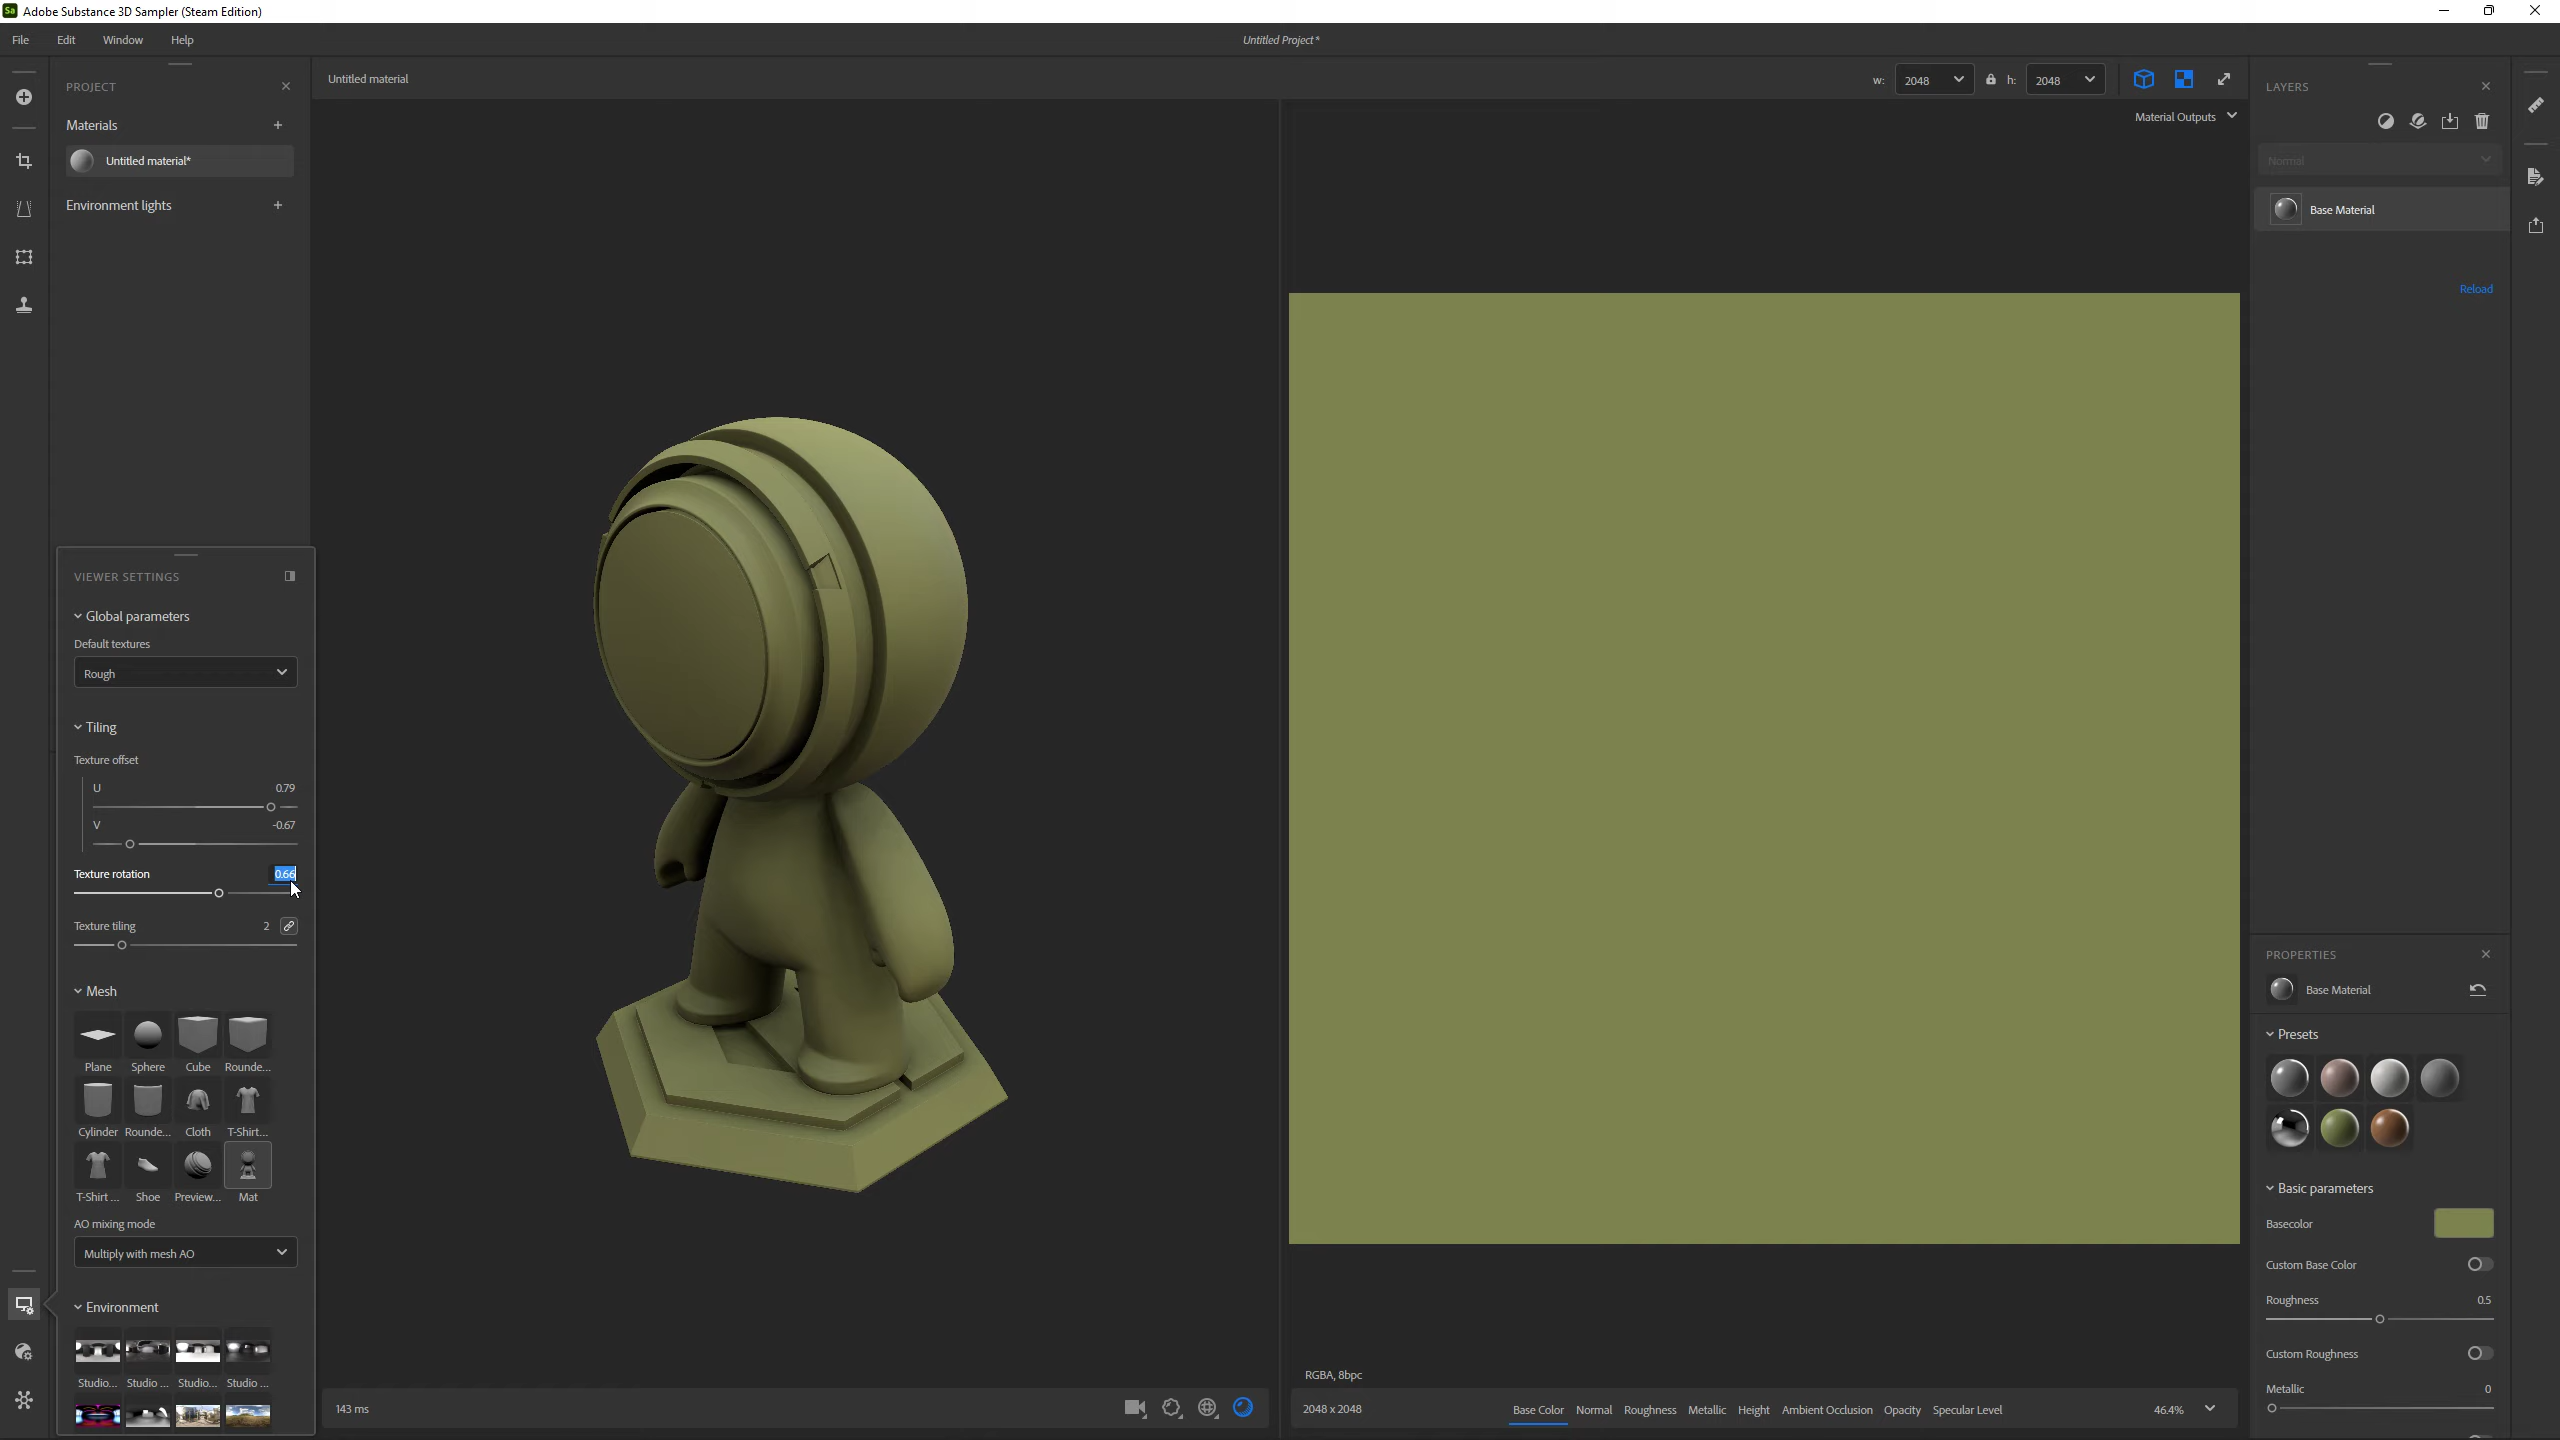 Sa Adobe Substance 3D Sampler (Steam Edition)
File Edit Window Help
Untitled Project*
PROJECT
Materials
Untitled material*
Environment lights
Untitled material
w: 2048 h: 2048
Material Outputs
LAYERS
Normal
Base Material
Reload
VIEWER SETTINGS
Global parameters
Default textures
Rough
Tiling
Texture offset
U 0.79
V -0.67
Texture rotation 0.66
Texture tiling 2
Mesh
Plane Sphere Cube Rounde...
Cylinder Rounde... Cloth T-Shirt...
T-Shirt ... Shoe Preview... Mat
AO mixing mode
Multiply with mesh AO
Environment
Studio... Studio ... Studio... Studio ...
143 ms
RGBA, 8bpc
2048 x 2048
Base Color Normal Roughness Metallic Height Ambient Occlusion Opacity Specular Level
46.4%
PROPERTIES
Base Material
Presets
Basic parameters
Basecolor
Custom Base Color
Roughness 0.5
Custom Roughness
Metallic 0